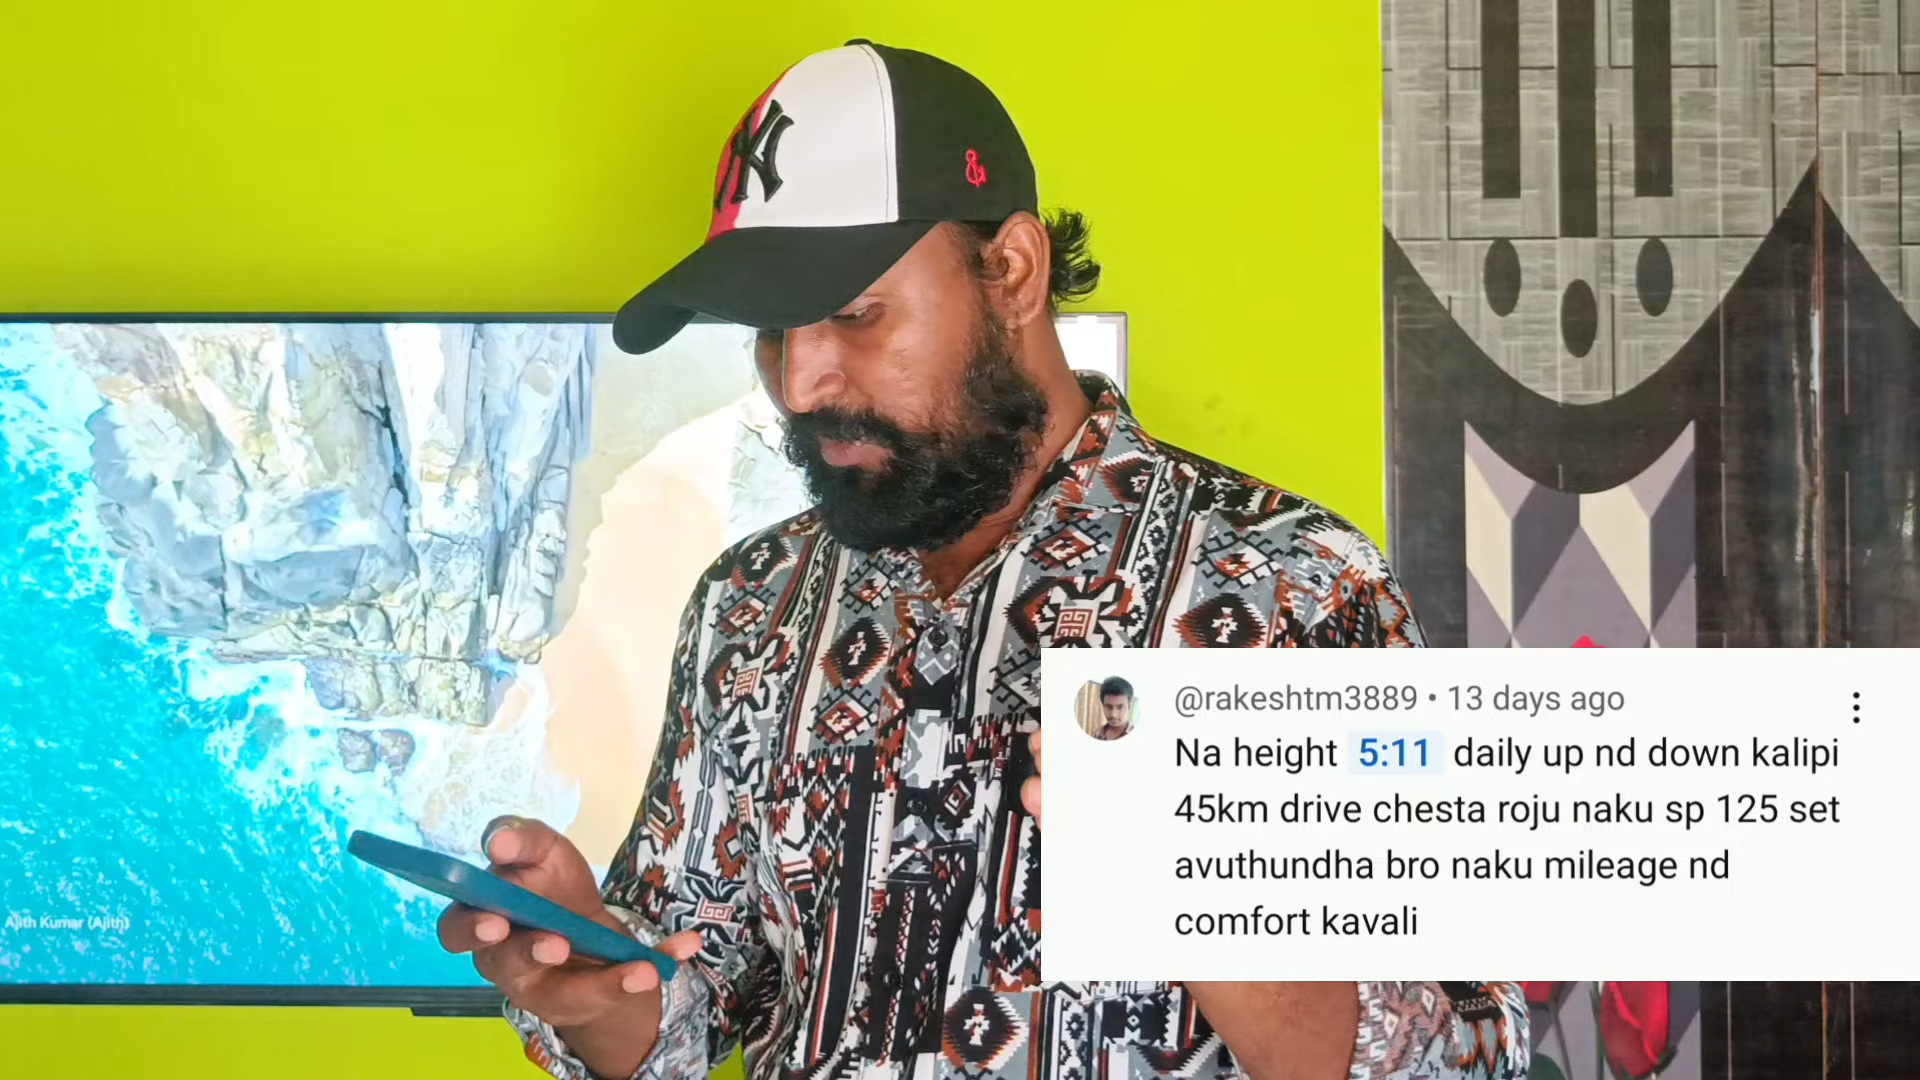 NY
&
@rakeshtm3889 • 13 days ago
Na height 5:11 daily up nd down kalipi
45km drive chesta roju naku sp 125 set
avuthundha bro naku mileage nd
comfort kavali
Ajith Kumar (Ajith)